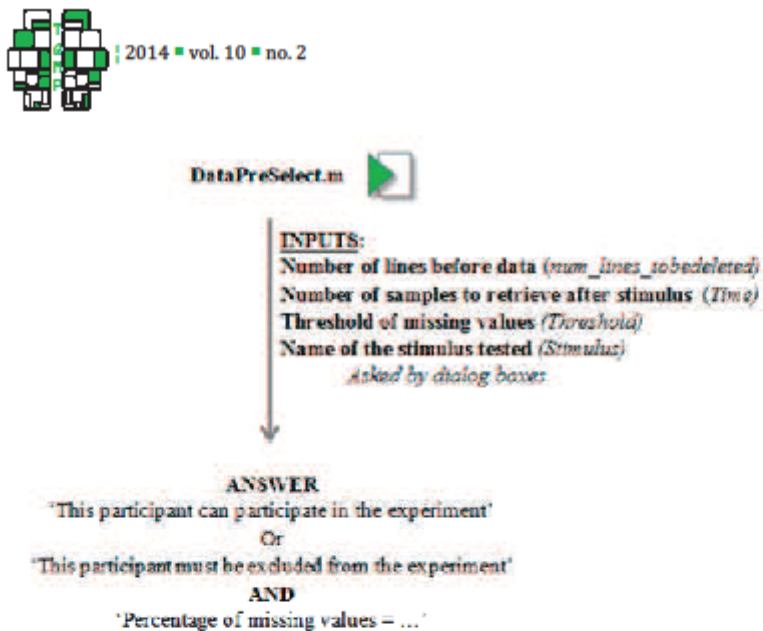 T
Q
M
P
¦ 2014 ▪ vol. 10 ▪ no. 2
DataPreSelect.m
INPUTS:
Number of lines before data (num_lines_tobedeleted)
Number of samples to retrieve after stimulus (Time)
Threshold of missing values (Threshold)
Name of the stimulus tested (Stimulus)
Asked by dialog boxes
ANSWER
'This participant can participate in the experiment'
Or
'This participant must be excluded from the experiment'
AND
'Percentage of missing values = …'